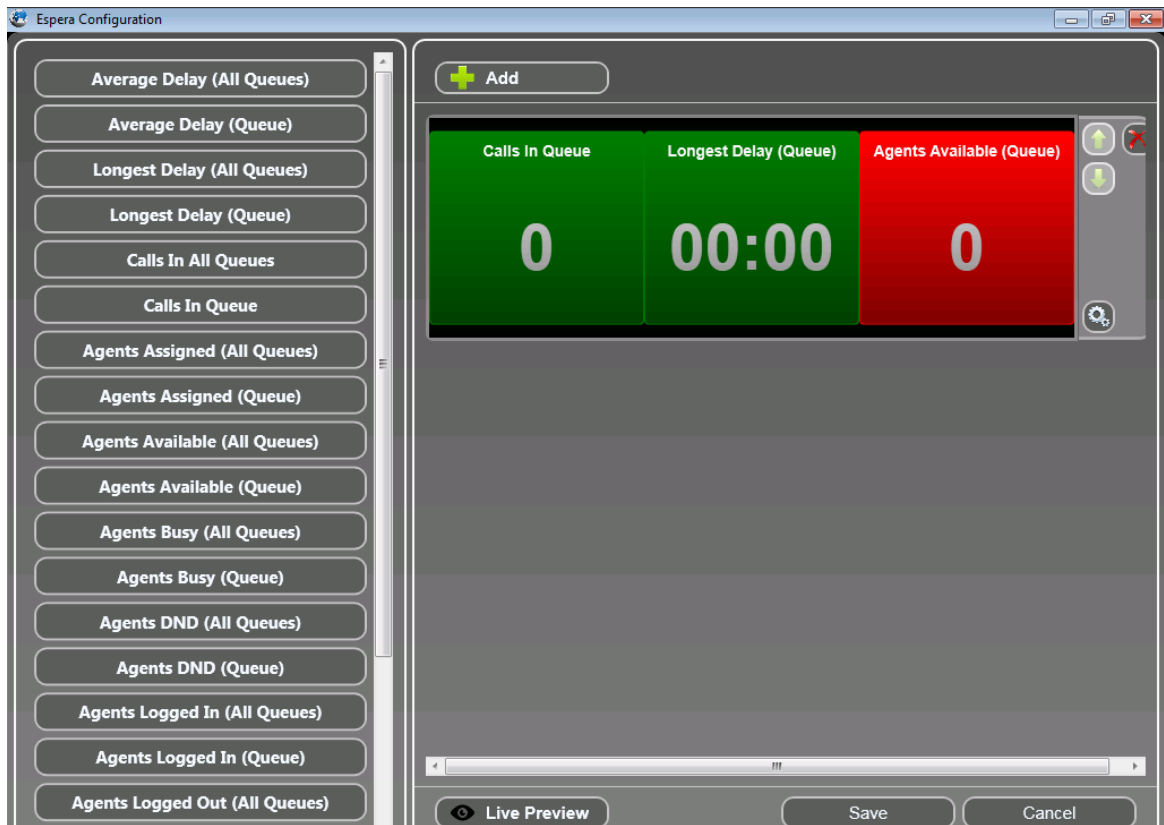 Espera Configuration
Average Delay (All Queues)
Average Delay (Queue)
Longest Delay (All Queues)
Longest Delay (Queue)
Calls In All Queues
Calls In Queue
Agents Assigned (All Queues)
Agents Assigned (Queue)
Agents Available (All Queues)
Agents Available (Queue)
Agents Busy (All Queues)
Agents Busy (Queue)
Agents DND (All Queues)
Agents DND (Queue)
Agents Logged In (All Queues)
Agents Logged In (Queue)
Agents Logged Out (All Queues)
Add
Calls In Queue
0
Longest Delay (Queue)
00:00
Agents Available (Queue)
0
Live Preview
Save
Cancel